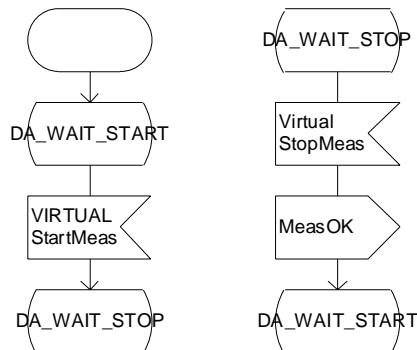 DA_WAIT_START
VIRTUAL
StartMeas
DA_WAIT_STOP
DA_WAIT_STOP
Virtual
StopMeas
MeasOK
DA_WAIT_START